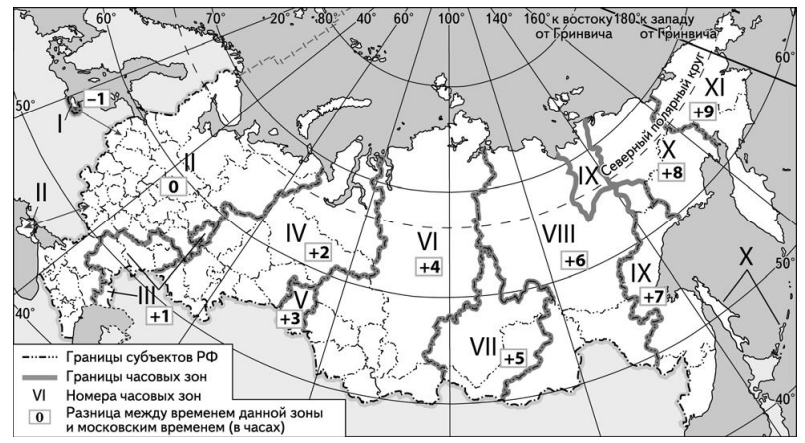 60° 70° 20-80° 40° 60° 100° 140° 160° к востоку 180° к западу
от Гринвича от Гринвича
60°
50°
-1
I
XI
+9
Северный полярный круг
X
+8
II
0
IX
II
IV
+2
VI
+4
VIII
+6
X
50°
III
+1
V
+3
IX
+7
40°
VII
+5
40°
Границы субъектов РФ
Границы часовых зон
VI Номера часовых зон
0 Разница между временем данной зоны
и московским временем (в часах)